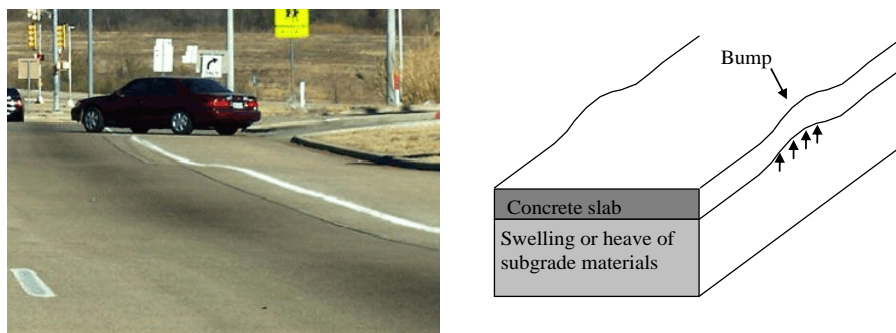 Bump
Concrete slab
Swelling or heave of
subgrade materials